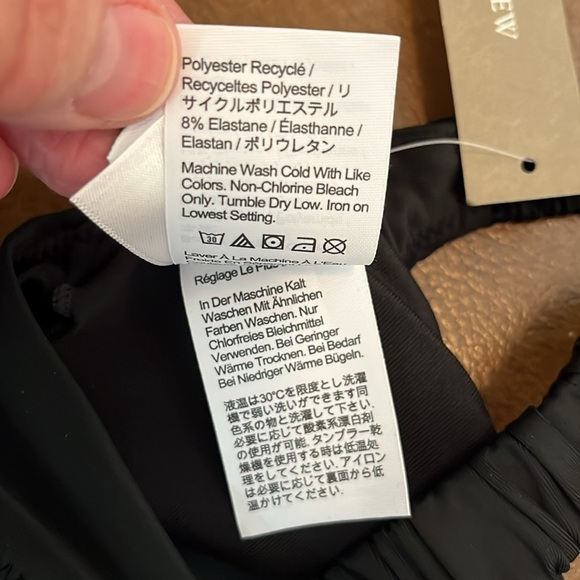 Polyester Recyclé /
Recyceltes Polyester / リ
サイクルポリエステル
8% Elastane / Élasthanne /
Elastan / ポリウレタン
Machine Wash Cold With Like
Colors. Non-Chlorine Bleach
Only. Tumble Dry Low. Iron on
Lowest Setting.
30
Laver À La Machine À L'Eau
Réglage Le Plus
In Der Maschine Kalt
Waschen Mit Ähnlichen
Farben Waschen. Nur
Chlorfreies Bleichmittel
Verwenden. Bei Geringer
Wärme Trocknen. Bei Bedarf
Bei Niedriger Wärme Bügeln.
液温は30℃を限度とし洗濯
機で弱い洗いができます同
色系の物と洗濯して下さい.
必要に応じて酸素系漂白剤
の使用が可能. タンブラー乾
燥機を使用する時は低温処
理をしてください. アイロン
は必要に応じて裏面から低
温かけてください.
EW